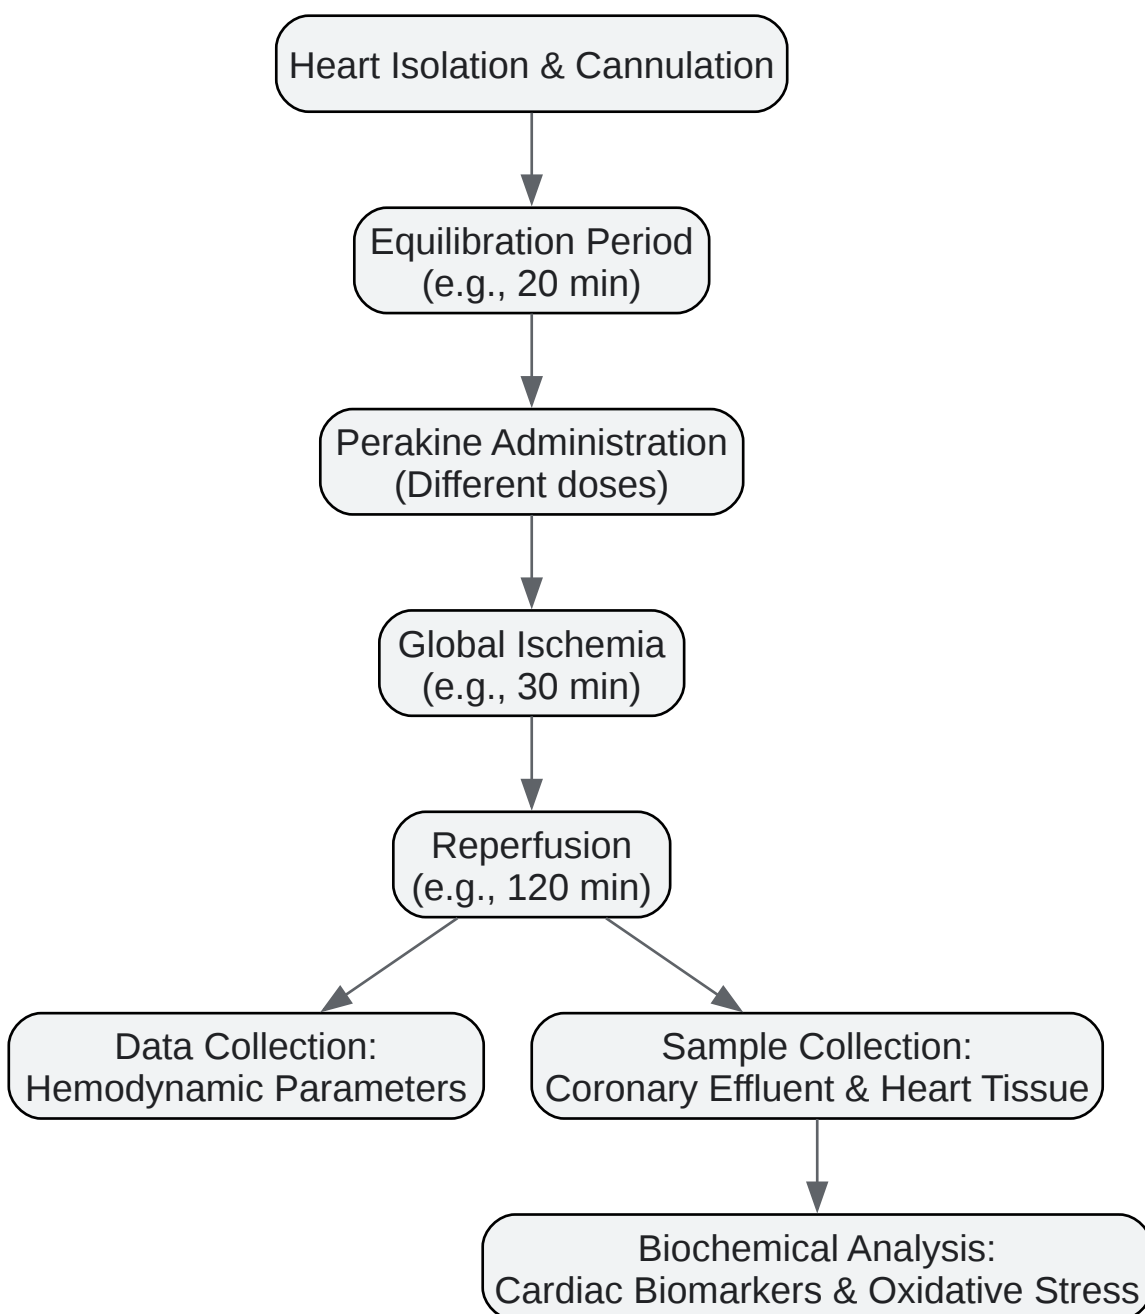 Heart Isolation & Cannulation
Equilibration Period
(e.g., 20 min)
Perakine Administration
(Different doses)
Global Ischemia
(e.g., 30 min)
Reperfusion
(e.g., 120 min)
Data Collection:
Hemodynamic Parameters
Sample Collection:
Coronary Effluent & Heart Tissue
Biochemical Analysis:
Cardiac Biomarkers & Oxidative Stress